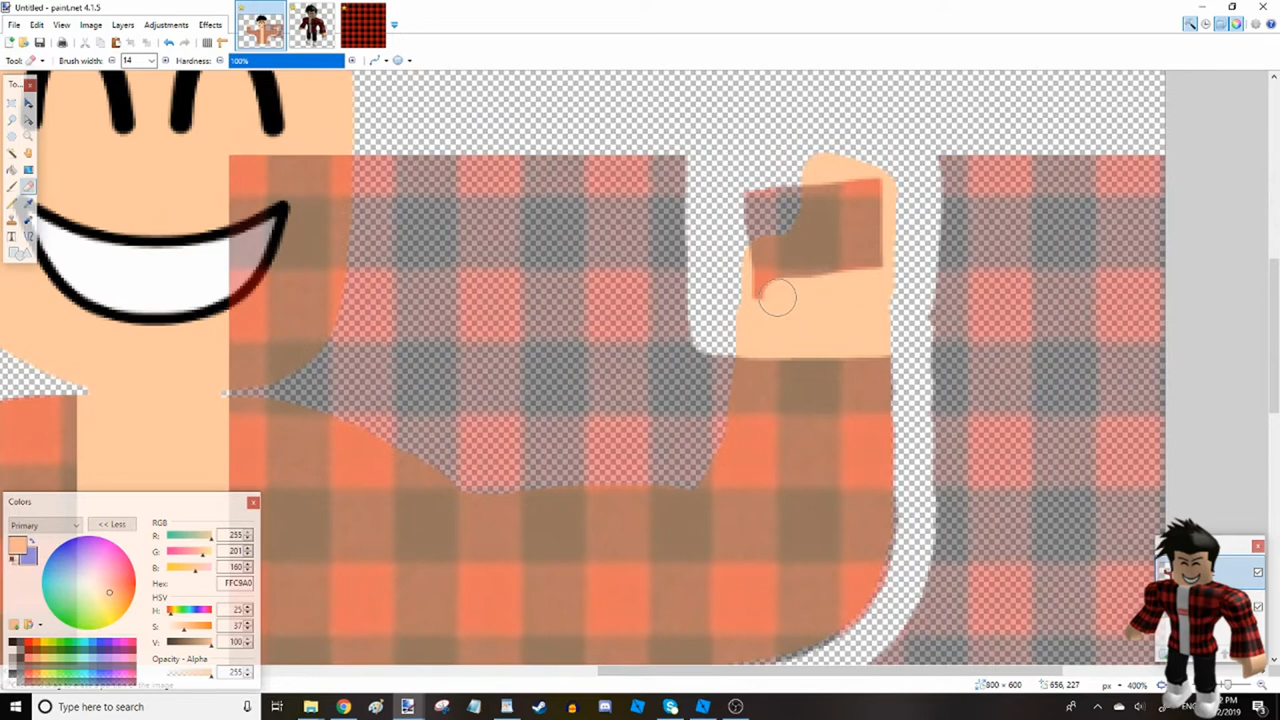 Untitled - paint.net 4.1.5
File Edit View Image Layers Adjustments Effects
Tool: Brush width: 14 Hardness: 100%
To...
Colors
Primary << Less RGB
R: 255
G: 201
B: 160
Hex: FFC9A0
HSV
H: 25
S: 37
V: 100
Opacity - Alpha
255
800 × 600 656, 227 px 400%
Type here to search
ENG